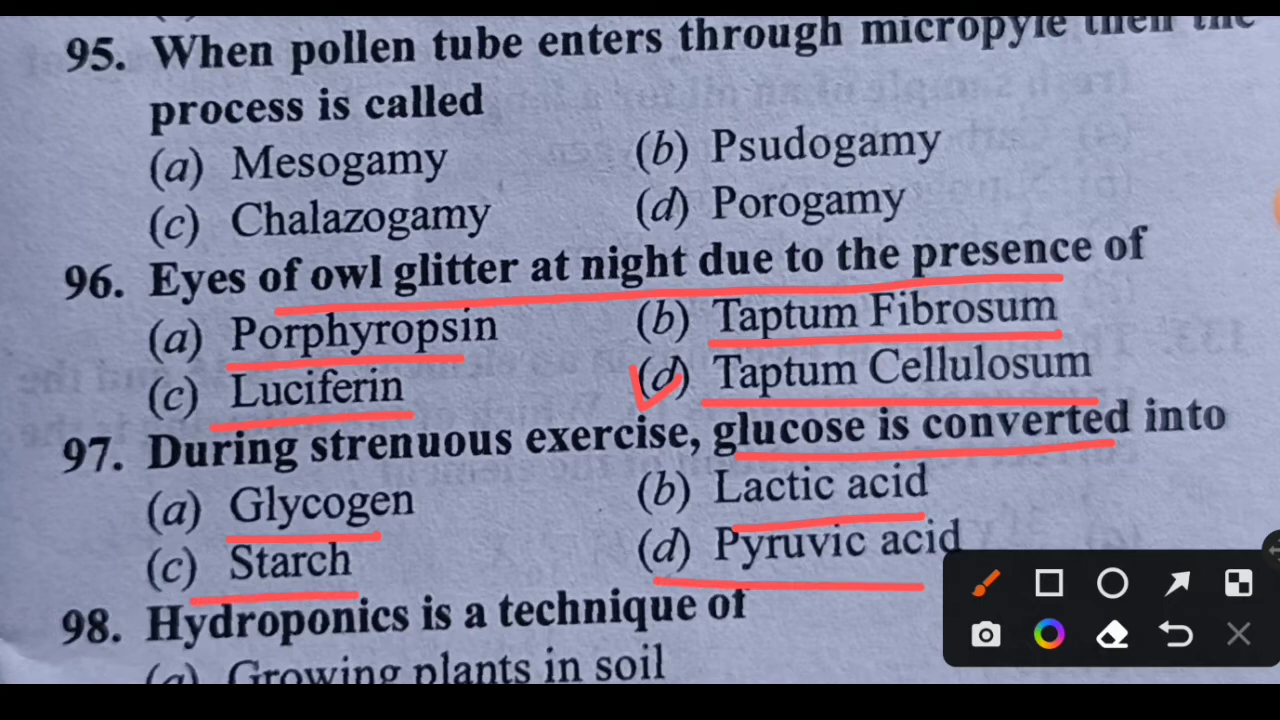 95. When pollen tube enters through micropyle then the
process is called
(a) Mesogamy (b) Psudogamy
(c) Chalazogamy (d) Porogamy
96. Eyes of owl glitter at night due to the presence of
(a) Porphyropsin (b) Taptum Fibrosum
(c) Luciferin (d) Taptum Cellulosum
97. During strenuous exercise, glucose is converted into
(a) Glycogen (b) Lactic acid
(c) Starch (d) Pyruvic acid
98. Hydroponics is a technique of
(a) Growing plants in soil